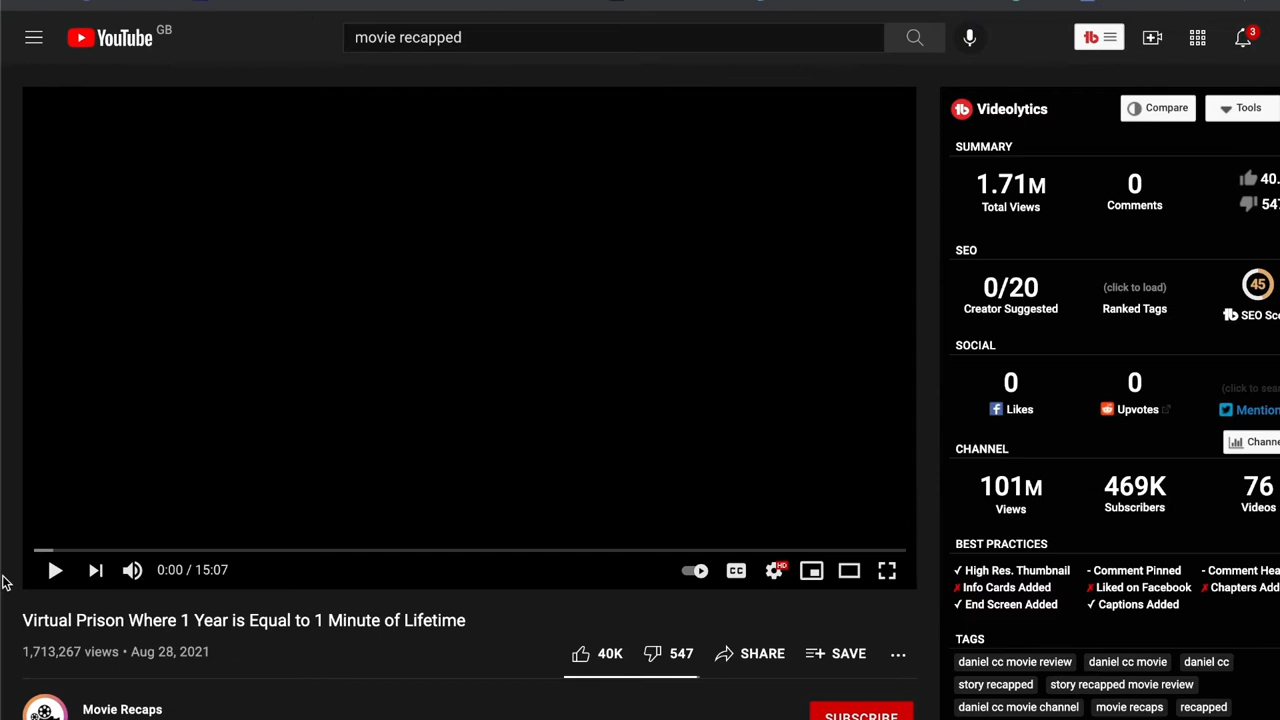 YouTube GB
movie recapped
3
Videolytics
Compare
Tools
SUMMARY
1.71M
Total Views
0
Comments
40.
547
SEO
0/20
Creator Suggested
(click to load)
Ranked Tags
45
SEO Sco
SOCIAL
0
Likes
0
Upvotes
(click to sear
Mention
CHANNEL
Channe
101M
Views
469K
Subscribers
76
Videos
BEST PRACTICES
✓ High Res. Thumbnail - Comment Pinned - Comment Hea
✗ Info Cards Added ✗ Liked on Facebook ✗ Chapters Add
✓ End Screen Added ✓ Captions Added
TAGS
daniel cc movie review daniel cc movie daniel cc
story recapped story recapped movie review
daniel cc movie channel movie recaps recapped
0:00 / 15:07
CC
HD
Virtual Prison Where 1 Year is Equal to 1 Minute of Lifetime
1,713,267 views • Aug 28, 2021
40K 547 SHARE SAVE
Movie Recaps
SUBSCRIBE